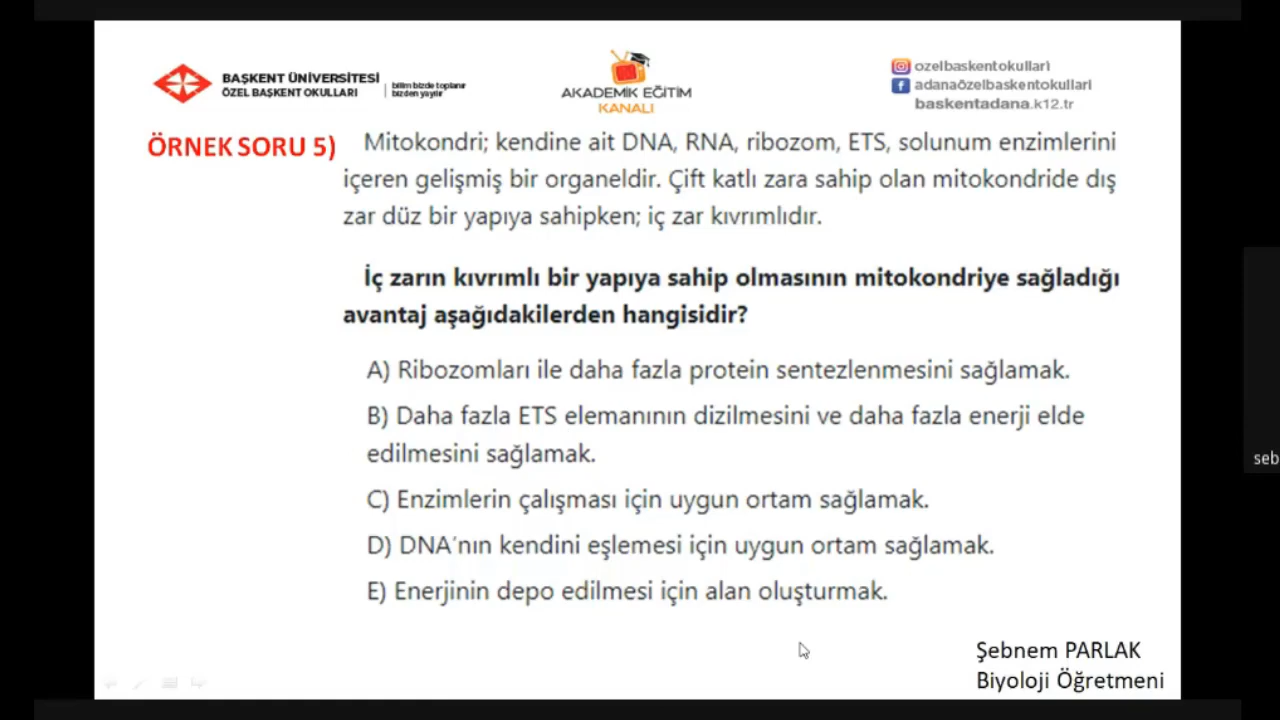 BAŞKENT ÜNİVERSİTESİ
ÖZEL BAŞKENT OKULLARI
bilim bizde toplanır
bizden yayılır
AKADEMİK EĞİTİM
KANALI
ozelbaskentokullari
adanaözelbaskentokullari
baskentadana.k12.tr
ÖRNEK SORU 5) Mitokondri; kendine ait DNA, RNA, ribozom, ETS, solunum enzimlerini
içeren gelişmiş bir organeldir. Çift katlı zara sahip olan mitokondride dış
zar düz bir yapıya sahipken; iç zar kıvrımlıdır.
İç zarın kıvrımlı bir yapıya sahip olmasının mitokondriye sağladığı
avantaj aşağıdakilerden hangisidir?
A) Ribozomları ile daha fazla protein sentezlenmesini sağlamak.
B) Daha fazla ETS elemanının dizilmesini ve daha fazla enerji elde
edilmesini sağlamak.
C) Enzimlerin çalışması için uygun ortam sağlamak.
D) DNA'nın kendini eşlemesi için uygun ortam sağlamak.
E) Enerjinin depo edilmesi için alan oluşturmak.
seb
Şebnem PARLAK
Biyoloji Öğretmeni